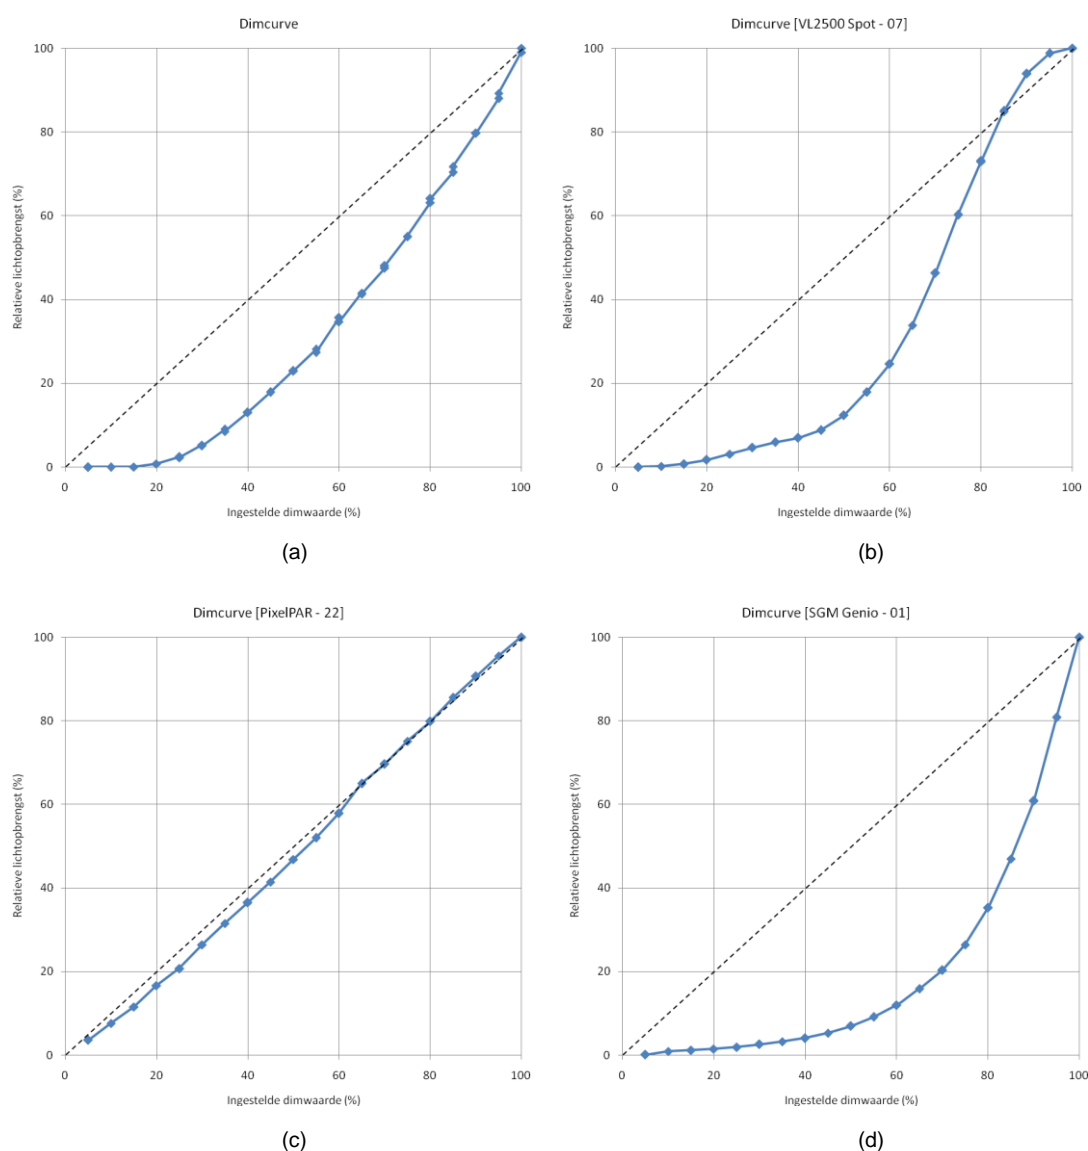 Dimcurve
100
80
60
40
20
0
Relatieve lichtopbrengst (%)
0 20 40 60 80 100
Ingestelde dimwaarde (%)
(a)
Dimcurve [VL2500 Spot - 07]
100
80
60
40
20
0
Relatieve lichtopbrengst (%)
0 20 40 60 80 100
Ingestelde dimwaarde (%)
(b)
Dimcurve [PixelPAR - 22]
100
80
60
40
20
0
Relatieve lichtopbrengst (%)
0 20 40 60 80 100
Ingestelde dimwaarde (%)
(c)
Dimcurve [SGM Genio - 01]
100
80
60
40
20
0
Relatieve lichtopbrengst (%)
0 20 40 60 80 100
Ingestelde dimwaarde (%)
(d)